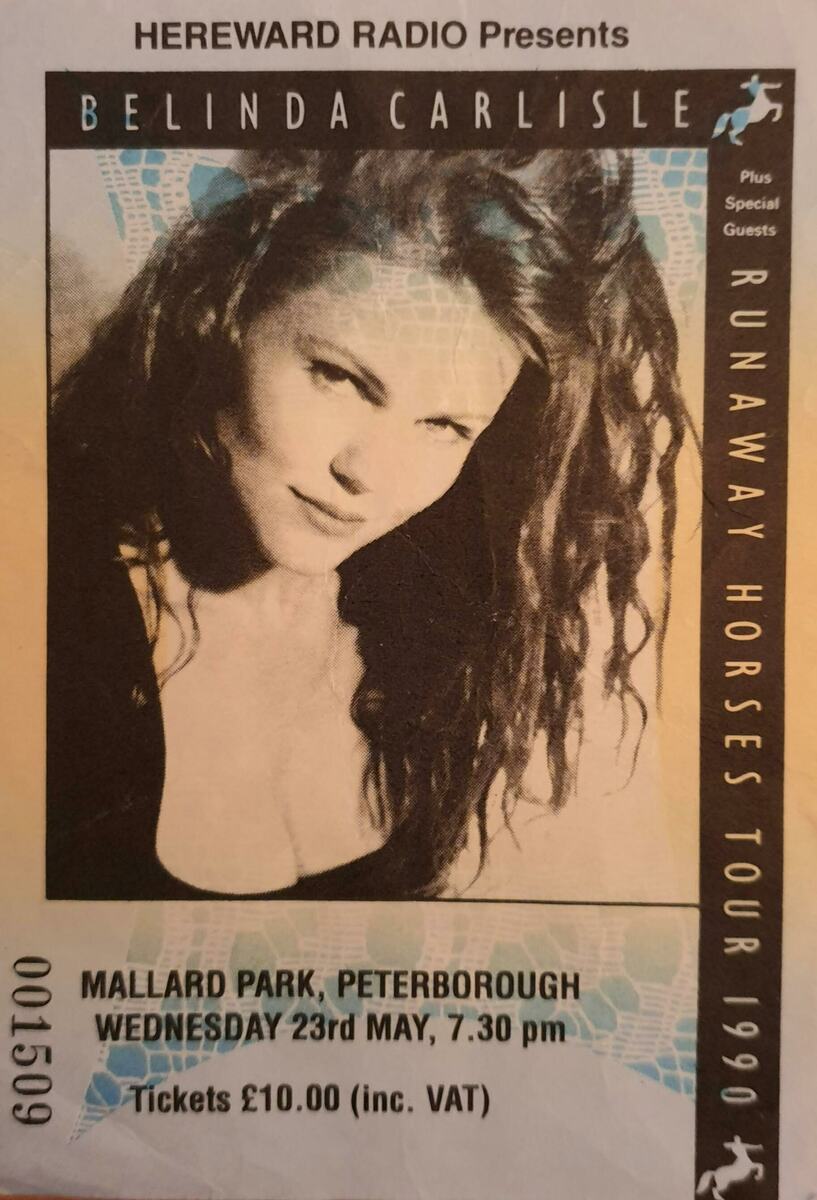 HEREWARD RADIO Presents
BELINDA CARLISLE
Plus
Special
Guests
RUNAWAY HORSES TOUR 1990
MALLARD PARK, PETERBOROUGH
WEDNESDAY 23rd MAY, 7.30 pm
Tickets £10.00 (inc. VAT)
001509